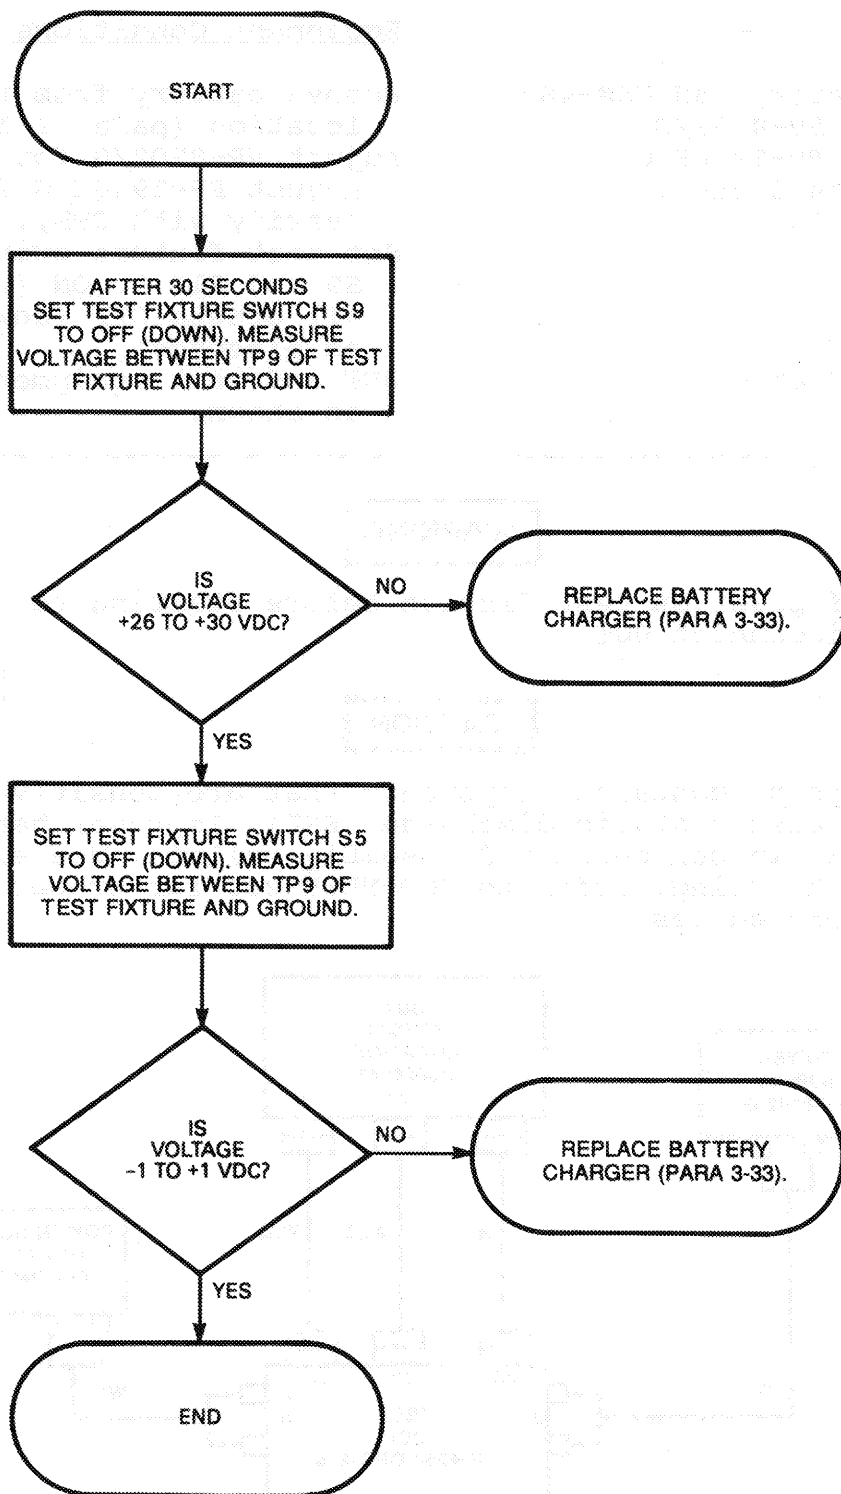 START
AFTER 30 SECONDS
SET TEST FIXTURE SWITCH S9
TO OFF (DOWN). MEASURE
VOLTAGE BETWEEN TP9 OF TEST
FIXTURE AND GROUND.
IS
VOLTAGE
+26 TO +30 VDC?
NO
REPLACE BATTERY
CHARGER (PARA 3-33).
YES
SET TEST FIXTURE SWITCH S5
TO OFF (DOWN). MEASURE
VOLTAGE BETWEEN TP9 OF
TEST FIXTURE AND GROUND.
IS
VOLTAGE
–1 TO +1 VDC?
NO
REPLACE BATTERY
CHARGER (PARA 3-33).
YES
END